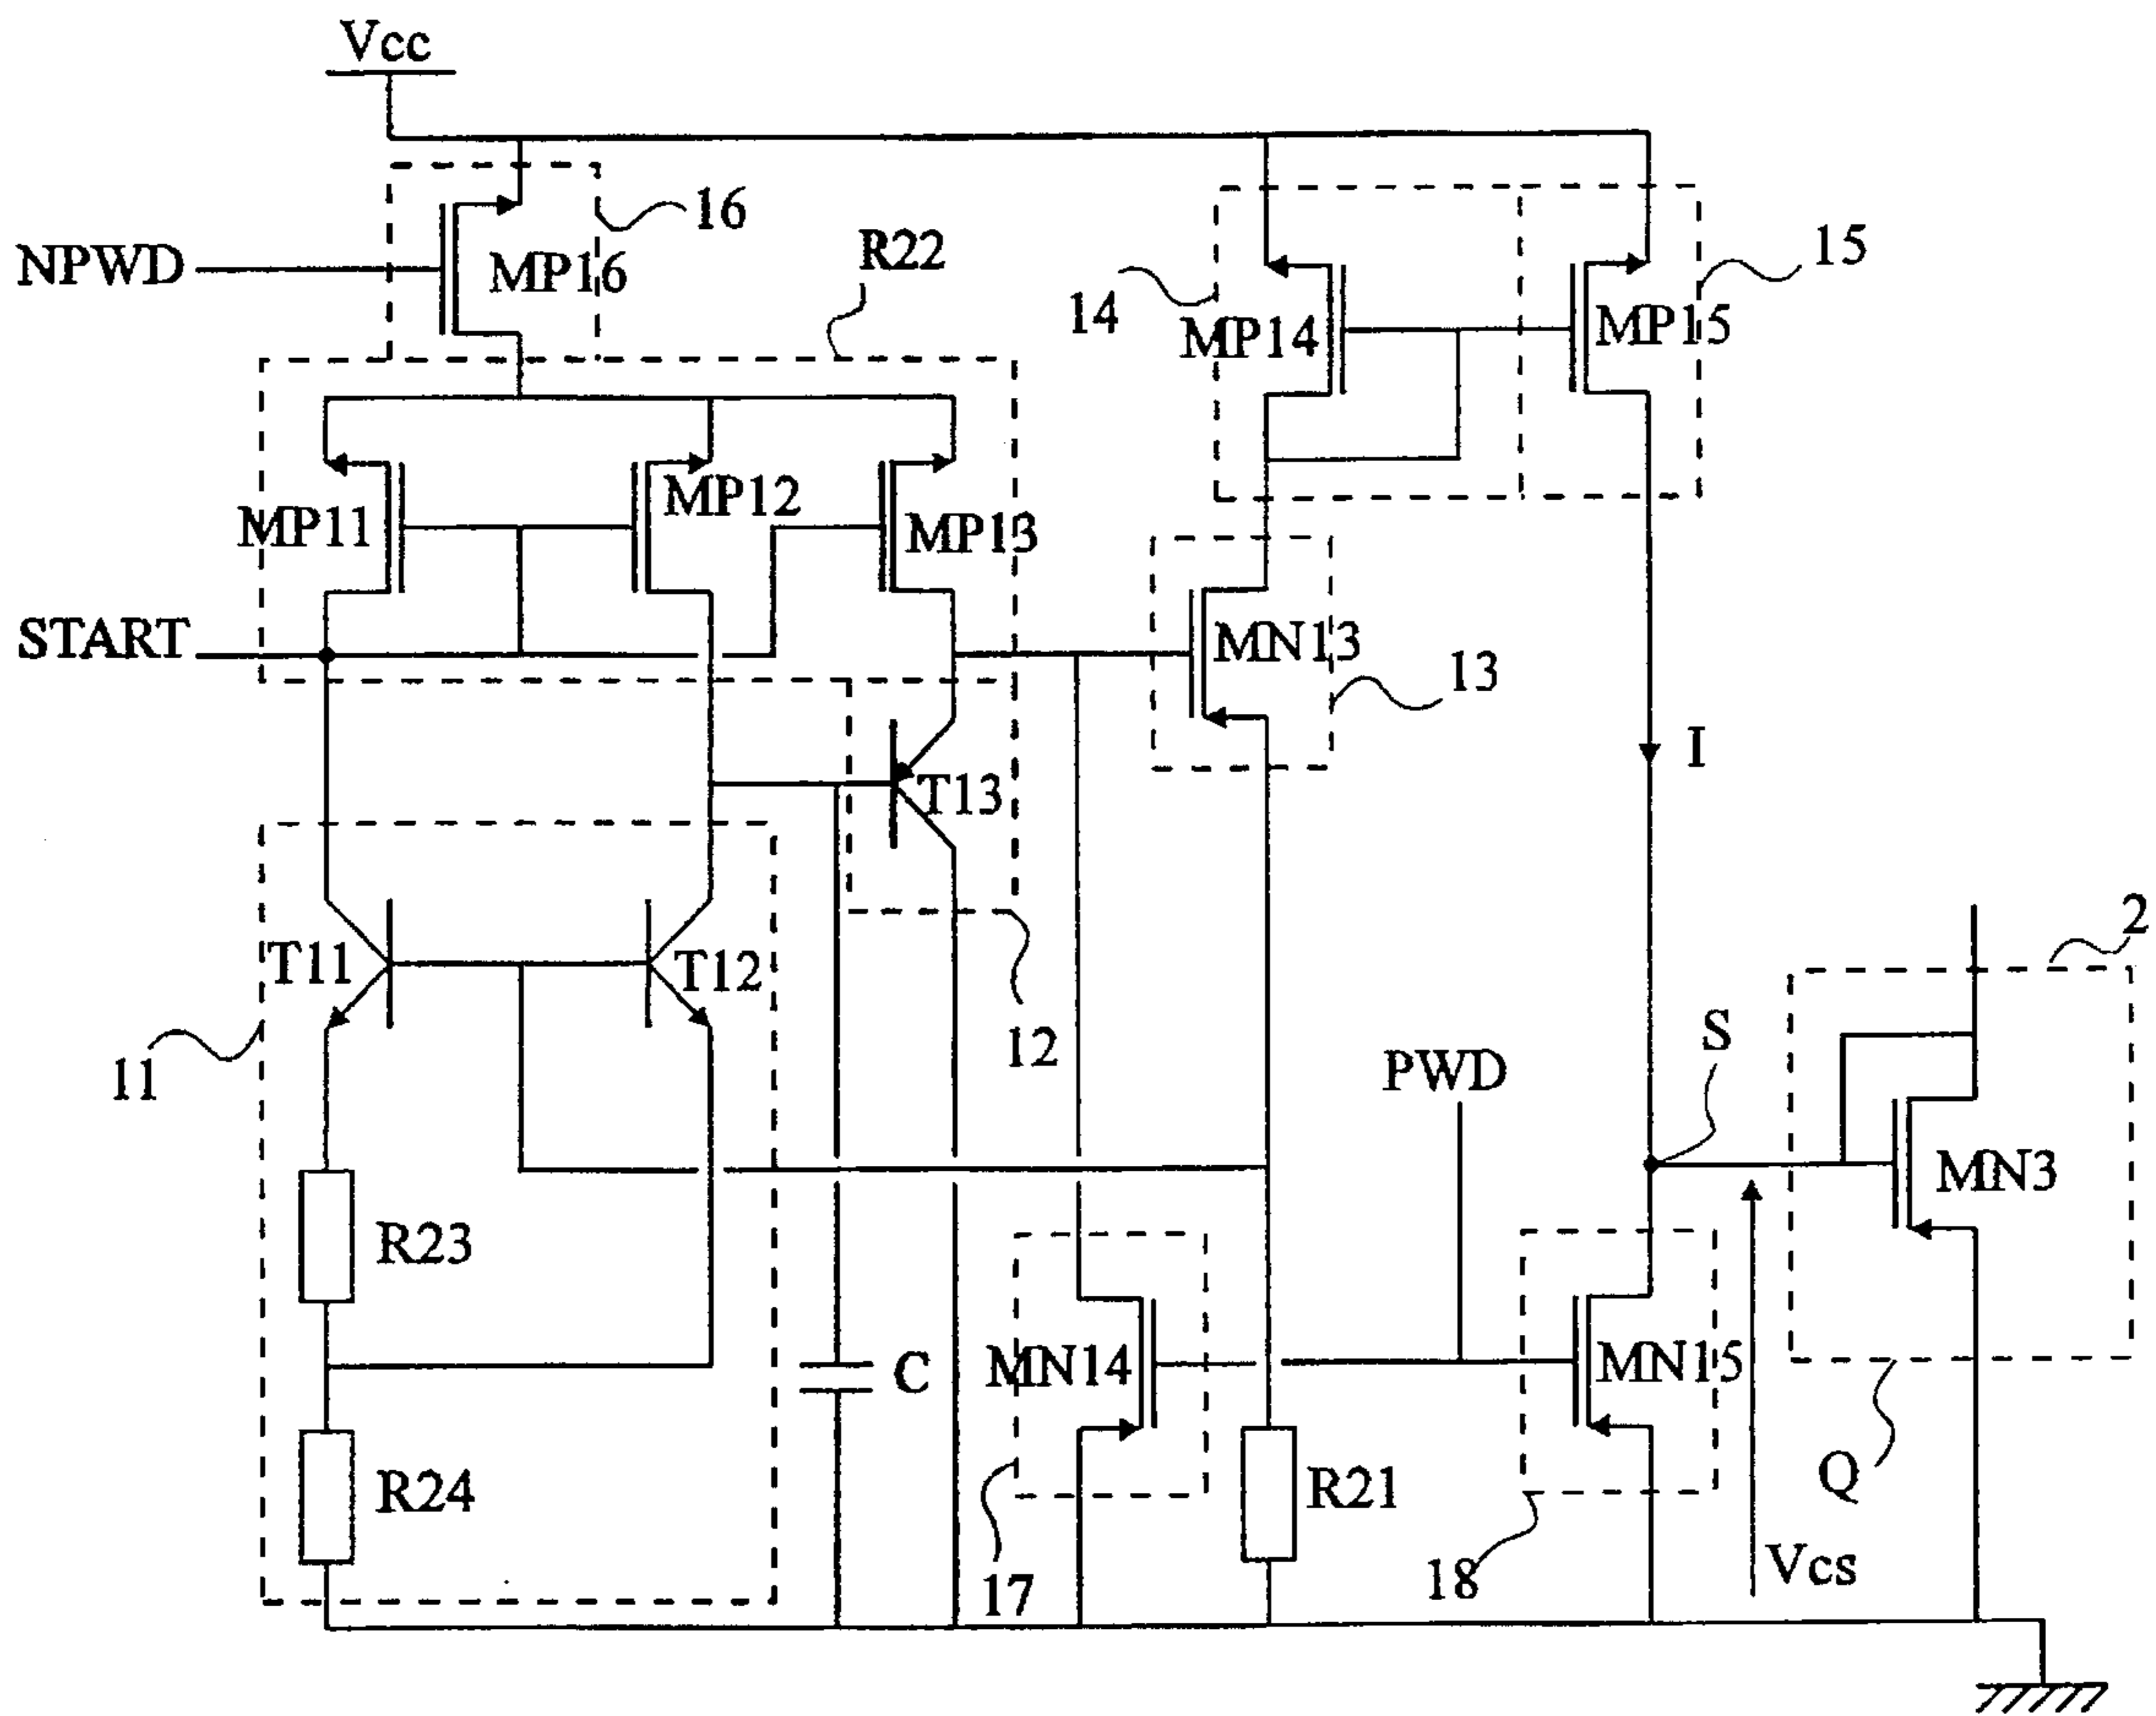 Vcc
16
R22
15
NPWD
MP16
14
MP14
MP15
MP12
MP11
MP13
START
MN13
13
I
T13
2
T11
T12
S
12
PWD
11
MN3
R23
MN14
C
MN15
R24
R21
Q
17
18
Vcs